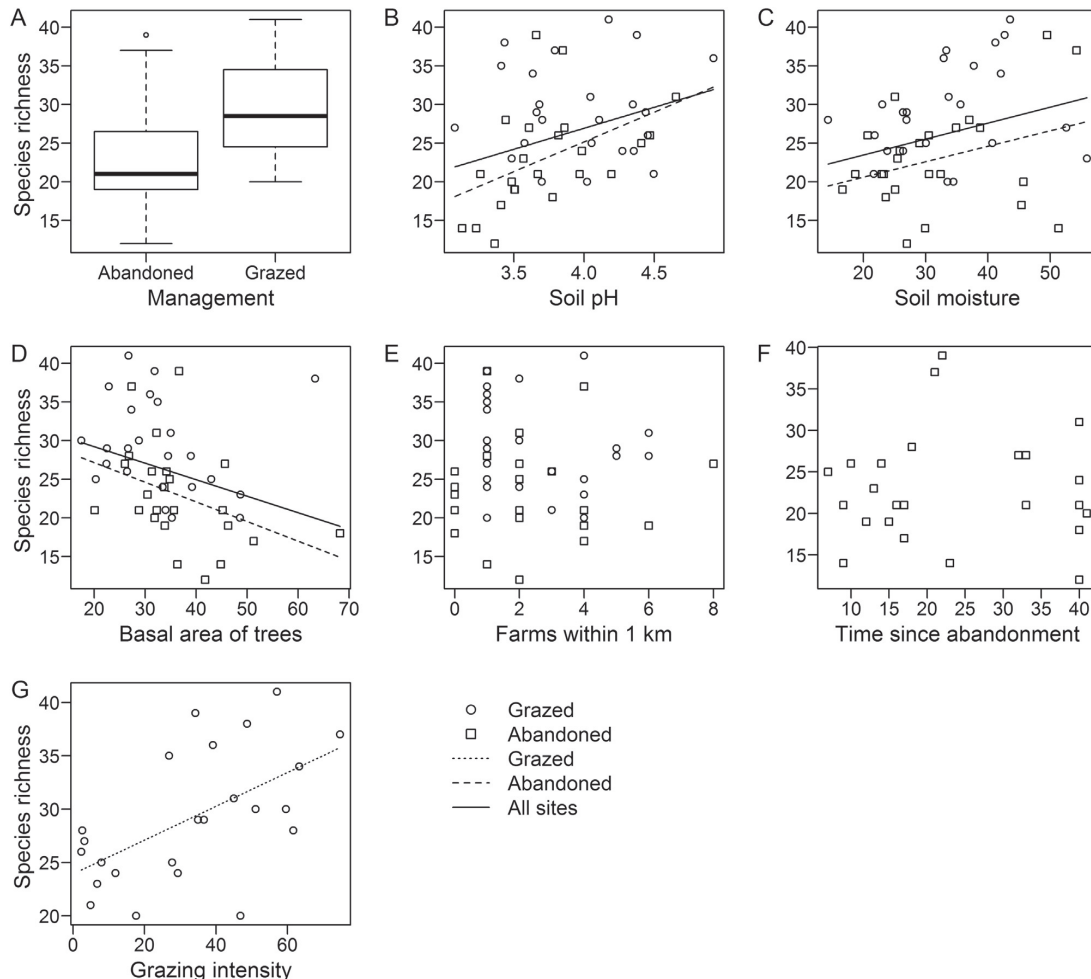 A
Species richness
40
35
30
25
20
15
Abandoned
Grazed
Management
B
40
35
30
25
20
15
3.5 4.0 4.5
Soil pH
C
40
35
30
25
20
15
20 30 40 50
Soil moisture
D
Species richness
40
35
30
25
20
15
20 30 40 50 60 70
Basal area of trees
E
40
35
30
25
20
15
0 2 4 6 8
Farms within 1 km
F
40
35
30
25
20
15
10 15 20 25 30 35 40
Time since abandonment
G
Species richness
40
35
30
25
20
0 20 40 60
Grazing intensity
Grazed
Abandoned
Grazed
Abandoned
All sites